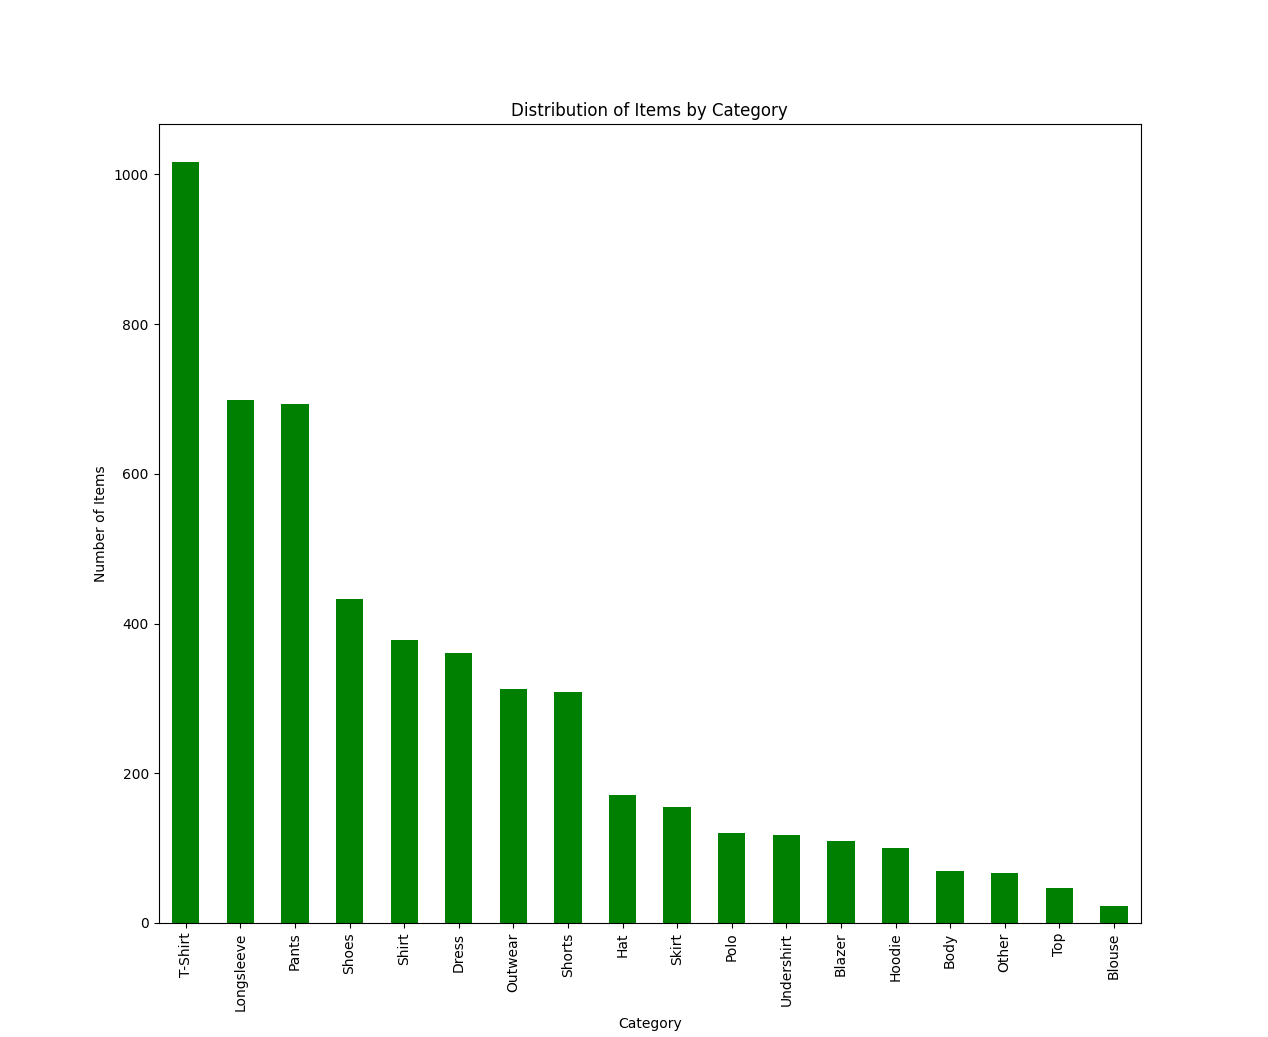 Distribution of Items by Category
1000
800
600
400
200
0
Number of Items
T-Shirt
Longsleeve
Pants
Shoes
Shirt
Dress
Outwear
Shorts
Hat
Skirt
Polo
Undershirt
Blazer
Hoodie
Body
Other
Top
Blouse
Category